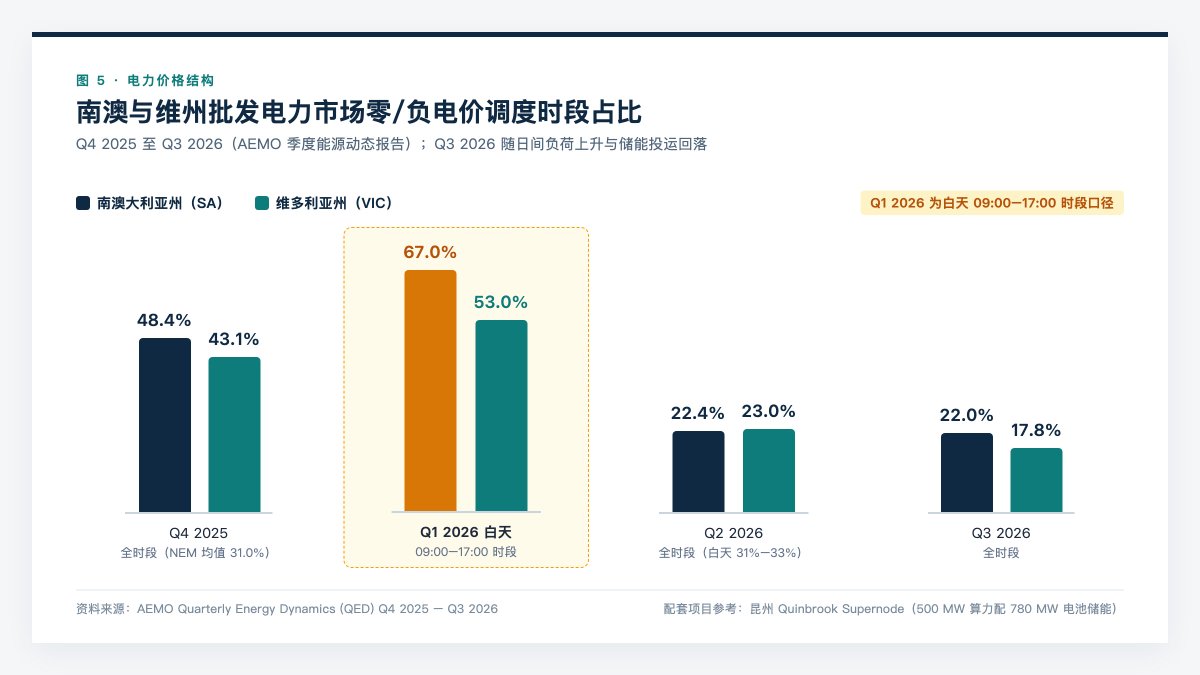 图 5 · 电力价格结构
南澳与维州批发电力市场零/负电价调度时段占比
Q4 2025 至 Q3 2026（AEMO 季度能源动态报告）；Q3 2026 随日间负荷上升与储能投运回落
南澳大利亚州（SA） 维多利亚州（VIC） Q1 2026 为白天 09:00—17:00 时段口径
67.0%
53.0%
48.4%
43.1%
22.4% 23.0%
22.0%
17.8%
Q4 2025 Q1 2026 白天 Q2 2026 Q3 2026
全时段（NEM 均值 31.0%） 09:00—17:00 时段 全时段（白天 31%—33%） 全时段
资料来源：AEMO Quarterly Energy Dynamics (QED) Q4 2025 — Q3 2026 配套项目参考：昆州 Quinbrook Supernode（500 MW 算力配 780 MW 电池储能）